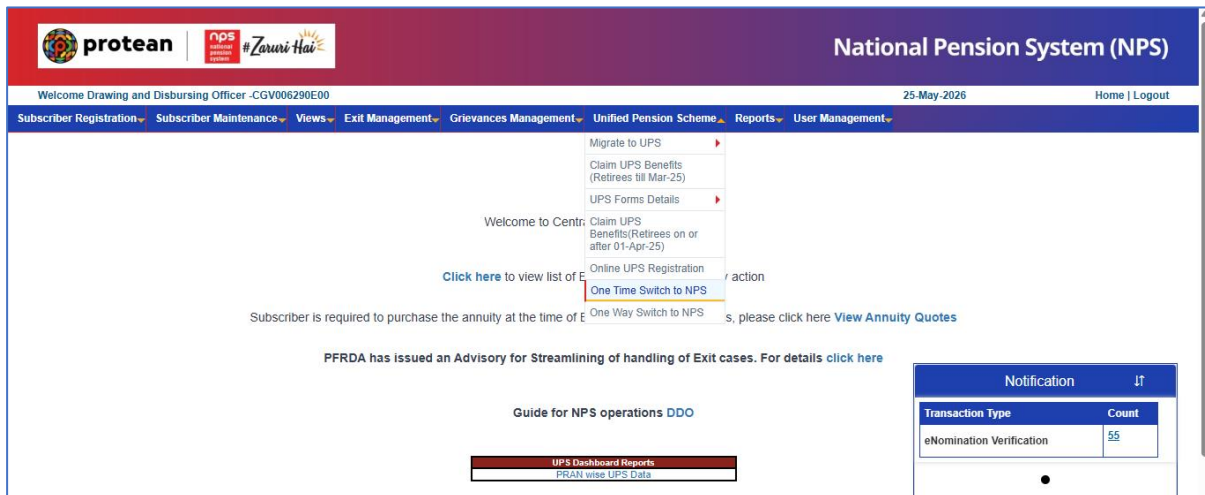 protean
nps
national
pension
system
#Zaruri Hai
National Pension System (NPS)
Welcome Drawing and Disbursing Officer -CGV006290E00
25-May-2026
Home | Logout
Subscriber Registration Subscriber Maintenance Views Exit Management Grievances Management Unified Pension Scheme Reports User Management
Migrate to UPS
Claim UPS Benefits
(Retirees till Mar-25)
UPS Forms Details
Claim UPS
Benefits(Retirees on or
after 01-Apr-25)
Online UPS Registration
One Time Switch to NPS
One Way Switch to NPS
Welcome to Centr
Click here to view list of action
Subscriber is required to purchase the annuity at the time of s, please click here View Annuity Quotes
PFRDA has issued an Advisory for Streamlining of handling of Exit cases. For details click here
Guide for NPS operations DDO
UPS Dashboard Reports
PRAN wise UPS Data
Notification
Transaction Type Count
eNomination Verification 55